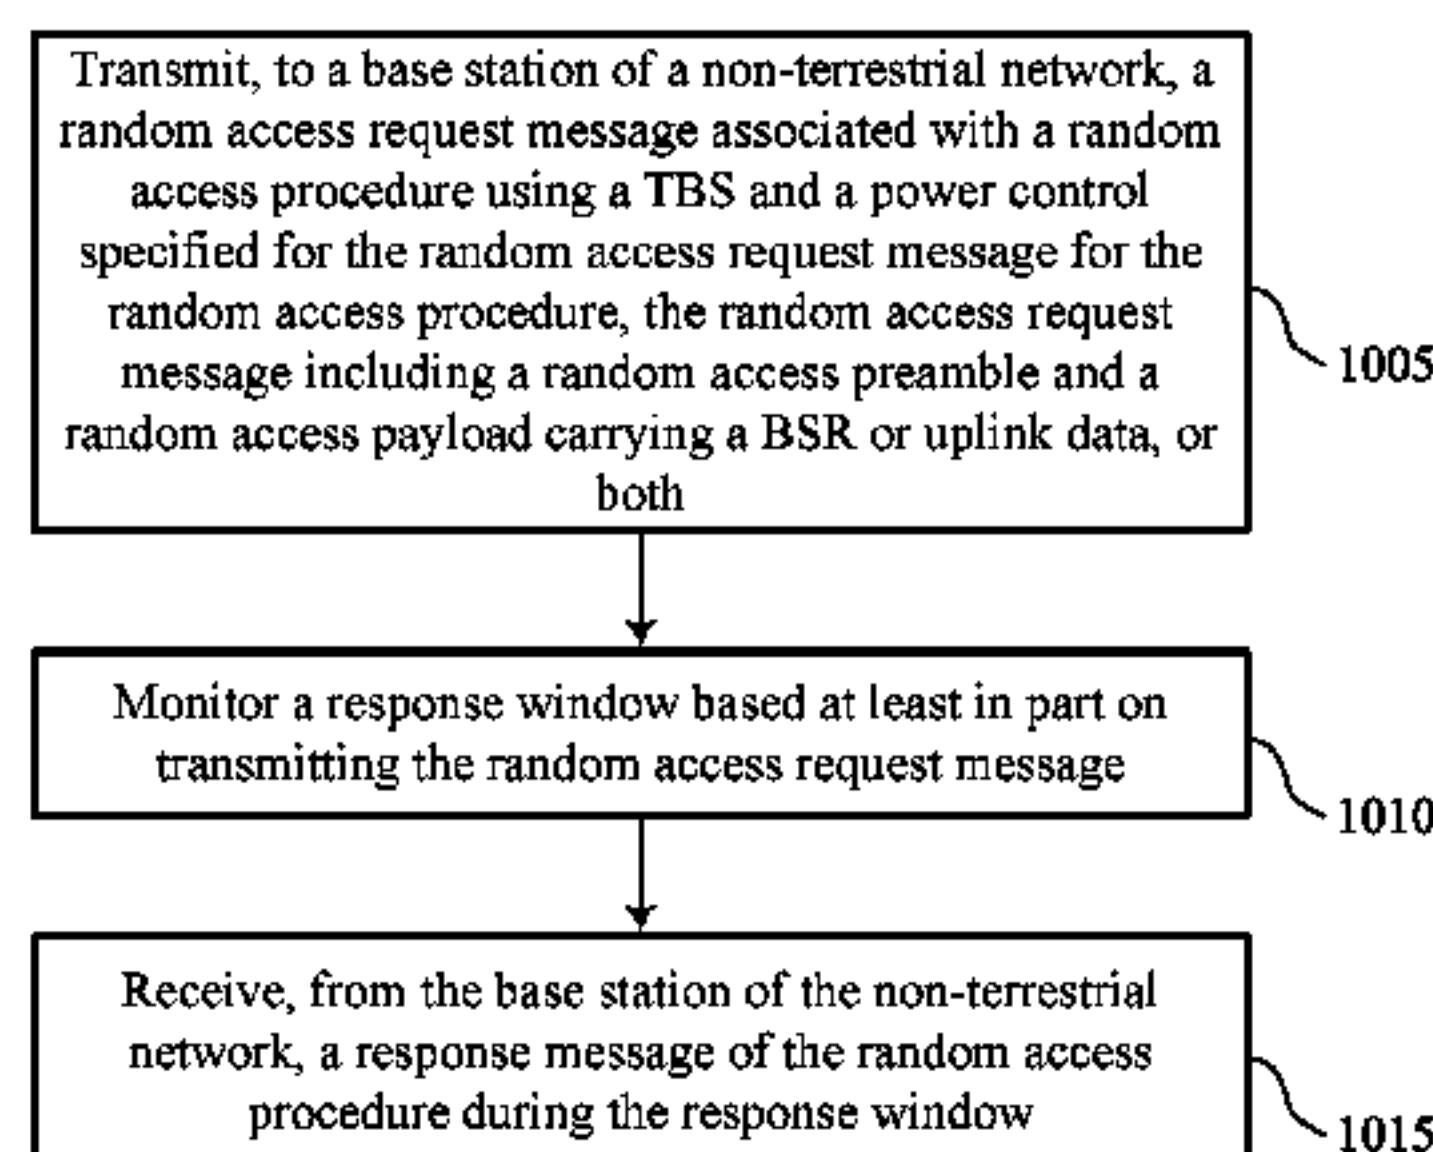 Transmit, to a base station of a non-terrestrial network, a
random access request message associated with a random
access procedure using a TBS and a power control
specified for the random access request message for the
random access procedure, the random access request
message including a random access preamble and a
random access payload carrying a BSR or uplink data, or
both
1005
Monitor a response window based at least in part on
transmitting the random access request message
1010
Receive, from the base station of the non-terrestrial
network, a response message of the random access
procedure during the response window
1015